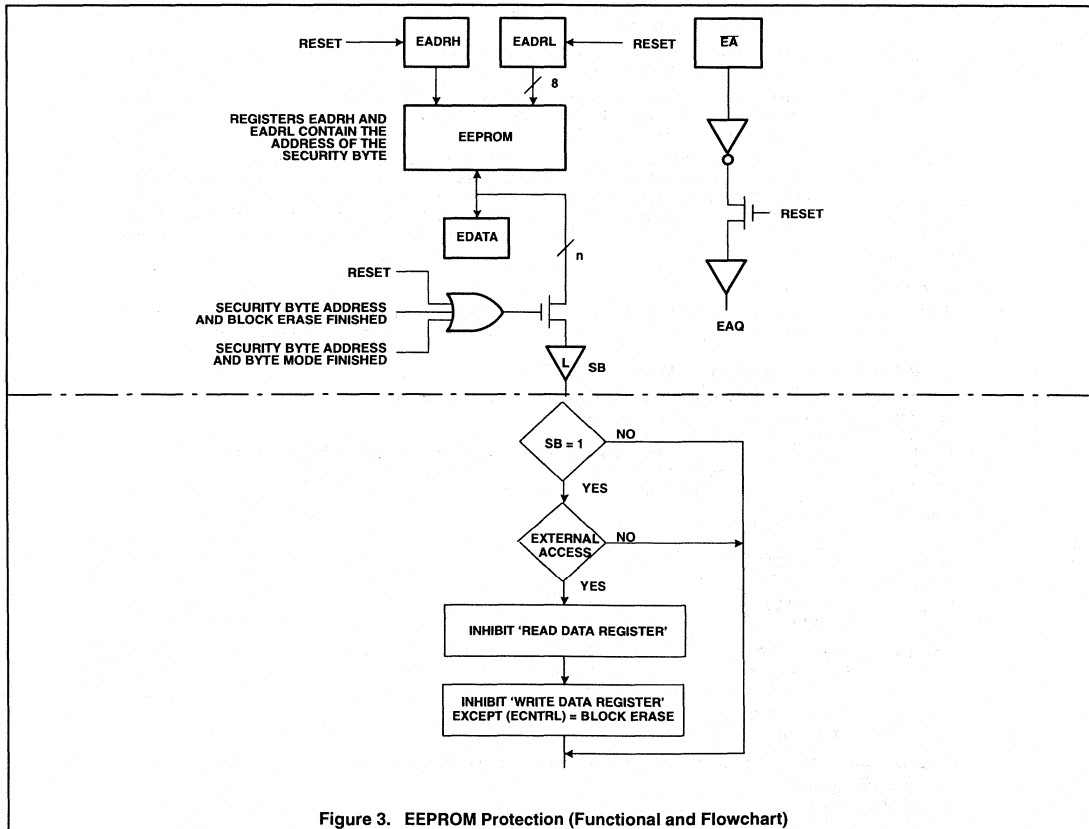 RESET
EADRH
EADRL
RESET
EA
8
REGISTERS EADRH AND
EADRL CONTAIN THE
ADDRESS OF THE
SECURITY BYTE
EEPROM
RESET
EDATA
n
RESET
SECURITY BYTE ADDRESS
AND BLOCK ERASE FINISHED
SECURITY BYTE ADDRESS
AND BYTE MODE FINISHED
EAQ
L
SB
SB = 1
NO
YES
EXTERNAL
ACCESS
NO
YES
INHIBIT 'READ DATA REGISTER'
INHIBIT 'WRITE DATA REGISTER'
EXCEPT (ECNTRL) = BLOCK ERASE
Figure 3. EEPROM Protection (Functional and Flowchart)